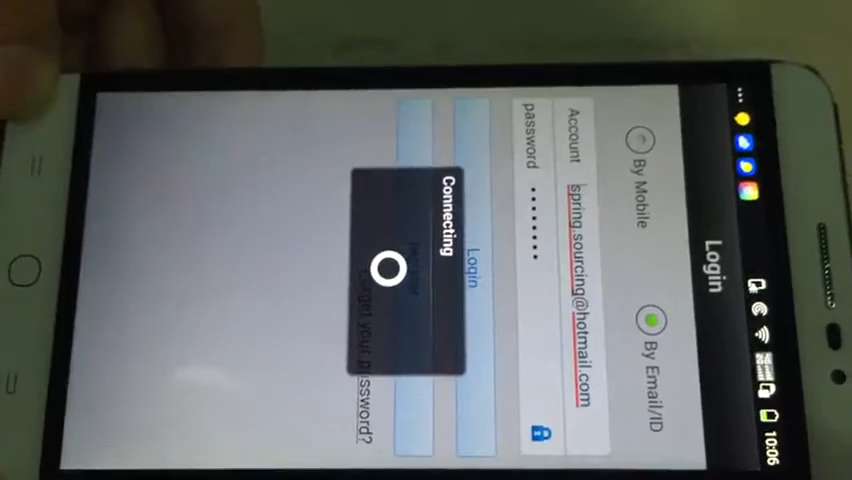 10:06
Login
By Mobile
By Email/ID
Account spring.sourcing@hotmail.com
password ••••••••
Login
Connecting
Forget your password?